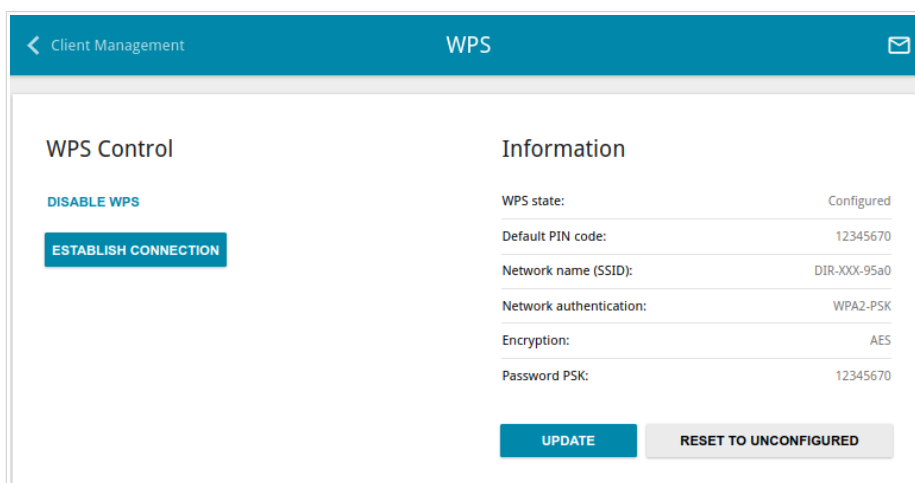 Client Management
WPS
WPS Control
DISABLE WPS
ESTABLISH CONNECTION
Information
WPS state: Configured
Default PIN code: 12345670
Network name (SSID): DIR-XXX-95a0
Network authentication: WPA2-PSK
Encryption: AES
Password PSK: 12345670
UPDATE RESET TO UNCONFIGURED